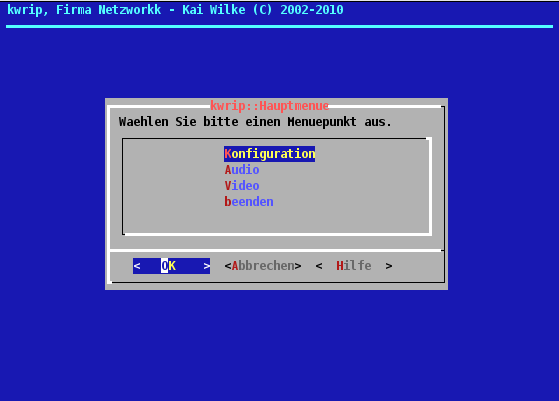 kwrip, Firma Netzworkk - Kai Wilke (C) 2002-2010
kwrip::Hauptmenue
Waehlen Sie bitte einen Menuepunkt aus.
Konfiguration
Audio
Video
beenden
< OK > <Abbrechen> < Hilfe >